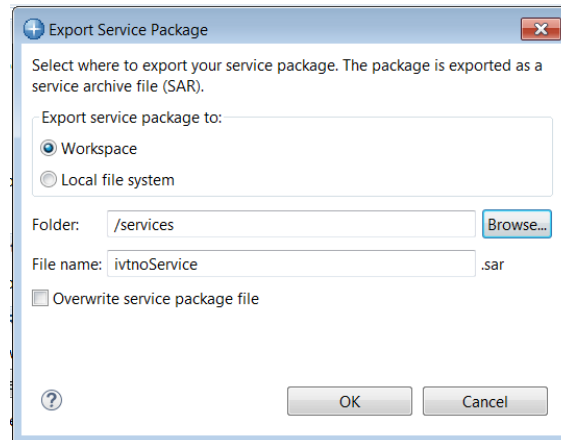 Export Service Package
Select where to export your service package. The package is exported as a
service archive file (SAR).
Export service package to:
Workspace
Local file system
Folder: /services Browse...
File name: ivtnoService .sar
Overwrite service package file
? OK Cancel